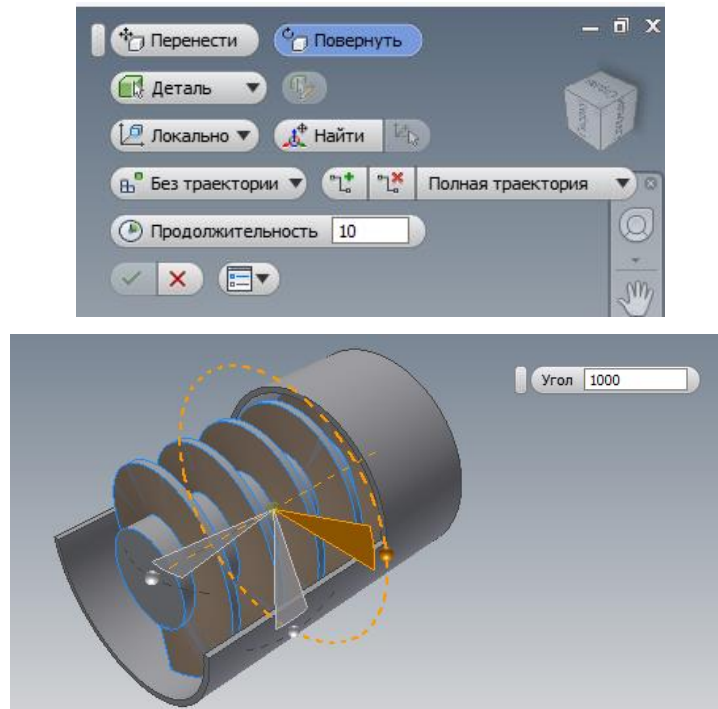 Перенести Повернуть
Деталь
Локально Найти
Без траектории Полная траектория
Продолжительность 10
Угол 1000